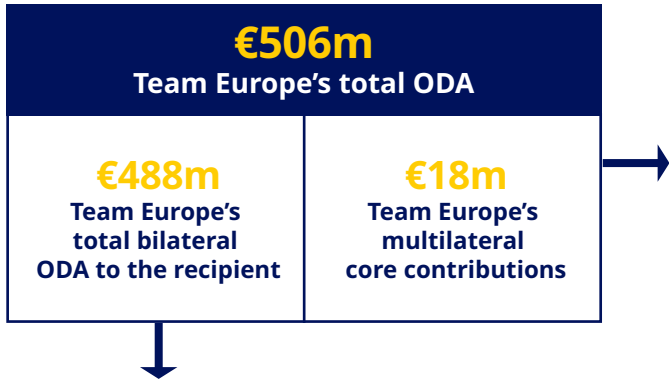 €506m
Team Europe's total ODA
€488m
Team Europe's
total bilateral
ODA to the recipient
€18m
Team Europe's
multilateral
core contributions